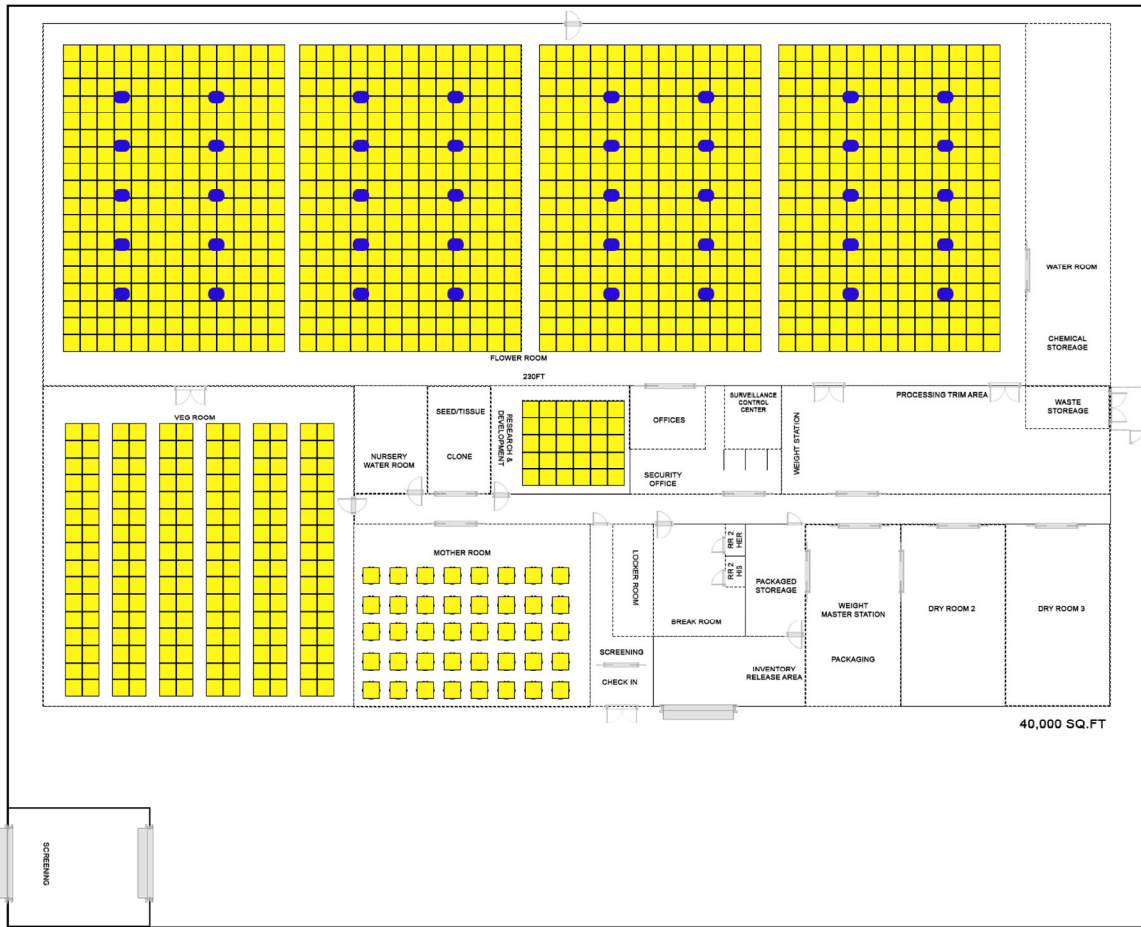 FLOWER ROOM
230FT
WATER ROOM
CHEMICAL
STOREAGE
VEG ROOM
NURSERY
WATER ROOM
SEED/TISSUE
CLONE
RESEARCH &
DEVELOPMENT
OFFICES
SECURITY
OFFICE
SURVEILLANCE
CONTROL
CENTER
WEIGHT STATION
PROCESSING TRIM AREA
WASTE
STOREAGE
MOTHER ROOM
LOCKER ROOM
SCREENING
CHECK IN
BREAK ROOM
RR 2
HER
RR 2
HIS
PACKAGED
STOREAGE
INVENTORY
RELEASE AREA
WEIGHT
MASTER STATION
PACKAGING
DRY ROOM 2
DRY ROOM 3
40,000 SQ.FT
SCREENING